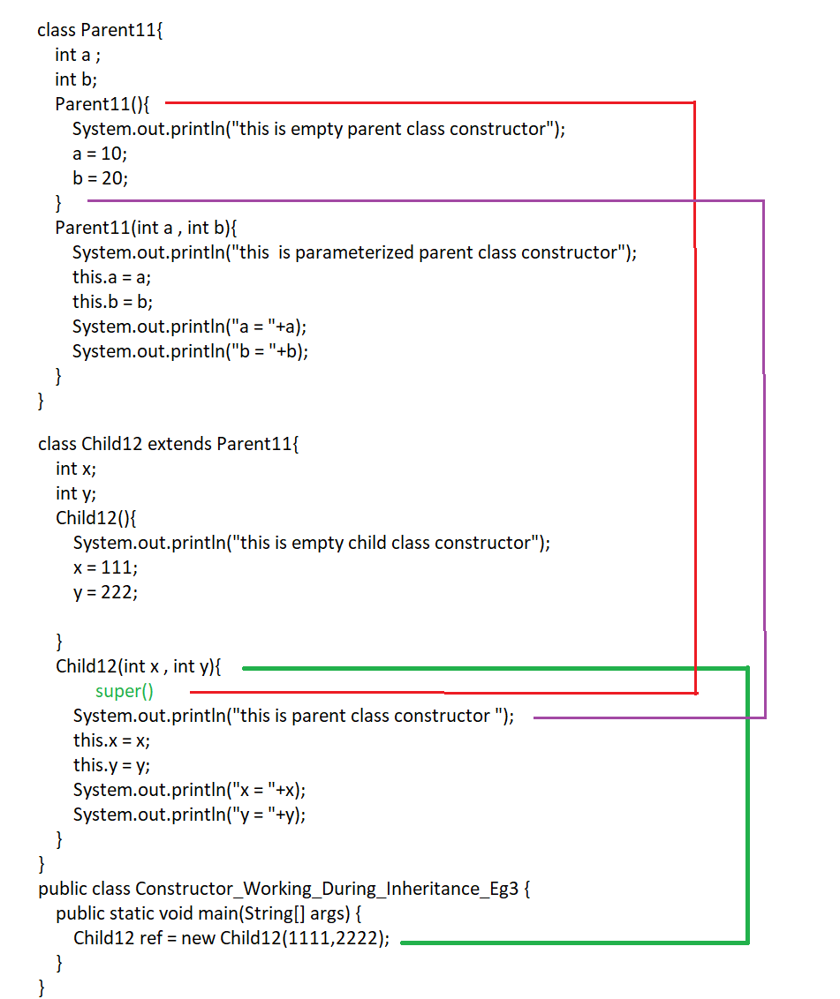 class Parent11{
int a ;
int b;
Parent11(){
System.out.println("this is empty parent class constructor");
a = 10;
b = 20;
}
Parent11(int a , int b){
System.out.println("this  is parameterized parent class constructor");
this.a = a;
this.b = b;
System.out.println("a = "+a);
System.out.println("b = "+b);
}
}
class Child12 extends Parent11{
int x;
int y;
Child12(){
System.out.println("this is empty child class constructor");
x = 111;
y = 222;
}
Child12(int x , int y){
super()
System.out.println("this is parent class constructor ");
this.x = x;
this.y = y;
System.out.println("x = "+x);
System.out.println("y = "+y);
}
}
public class Constructor_Working_During_Inheritance_Eg3 {
public static void main(String[] args) {
Child12 ref = new Child12(1111,2222);
}
}